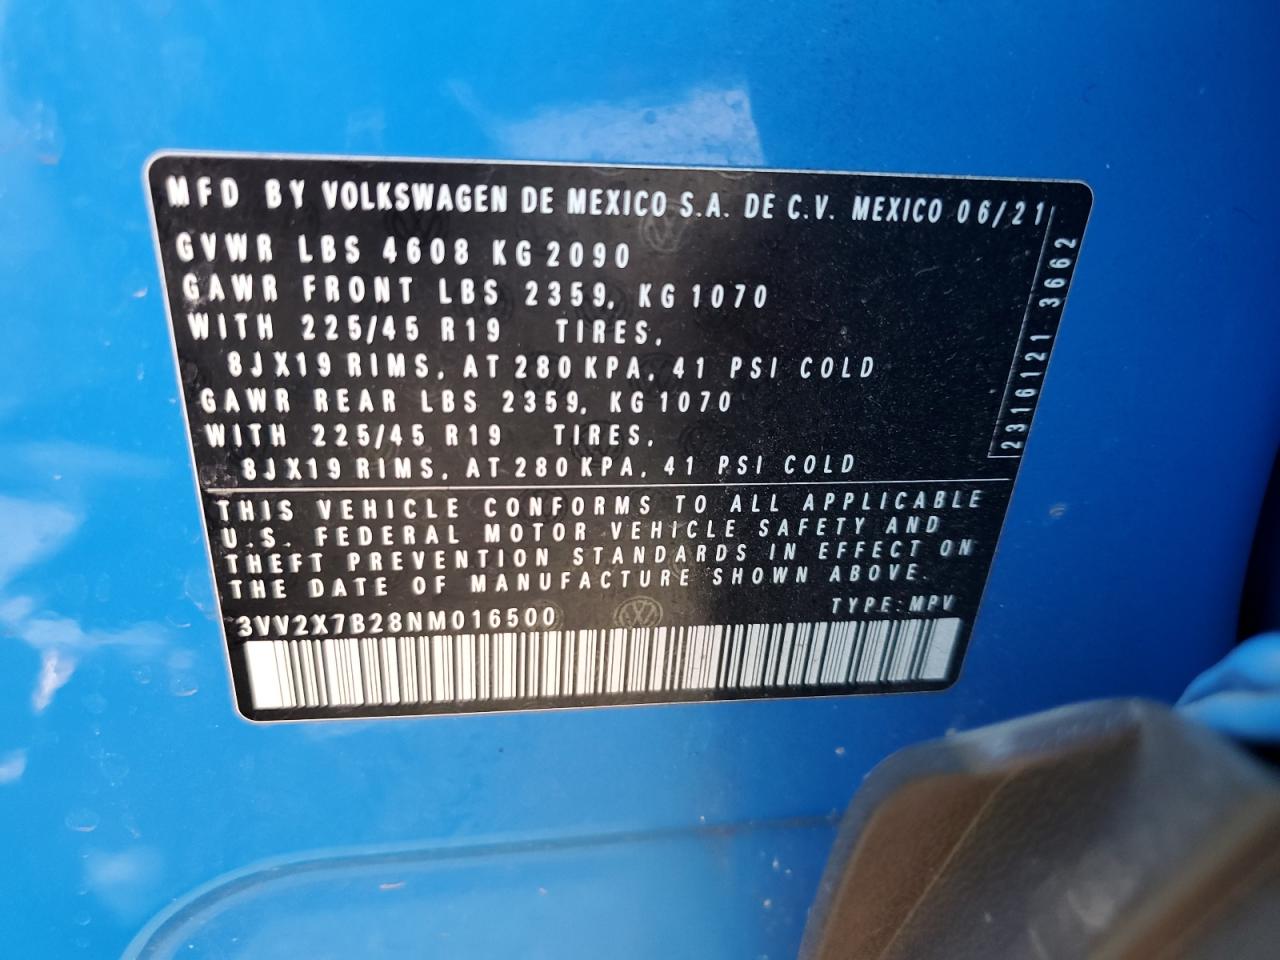 MFD BY VOLKSWAGEN DE MEXICO S.A. DE C.V. MEXICO 06/21
GVWR LBS 4608 KG 2090
GAWR FRONT LBS 2359, KG 1070
WITH 225/45 R19 TIRES,
8JX19 RIMS, AT 280 KPA, 41 PSI COLD
GAWR REAR LBS 2359, KG 1070
WITH 225/45 R19 TIRES,
8JX19 RIMS, AT 280 KPA, 41 PSI COLD
THIS VEHICLE CONFORMS TO ALL APPLICABLE
U.S. FEDERAL MOTOR VEHICLE SAFETY AND
THEFT PREVENTION STANDARDS IN EFFECT ON
THE DATE OF MANUFACTURE SHOWN ABOVE.
3VV2X7B28NM016500
TYPE: MPV
2316121 3662